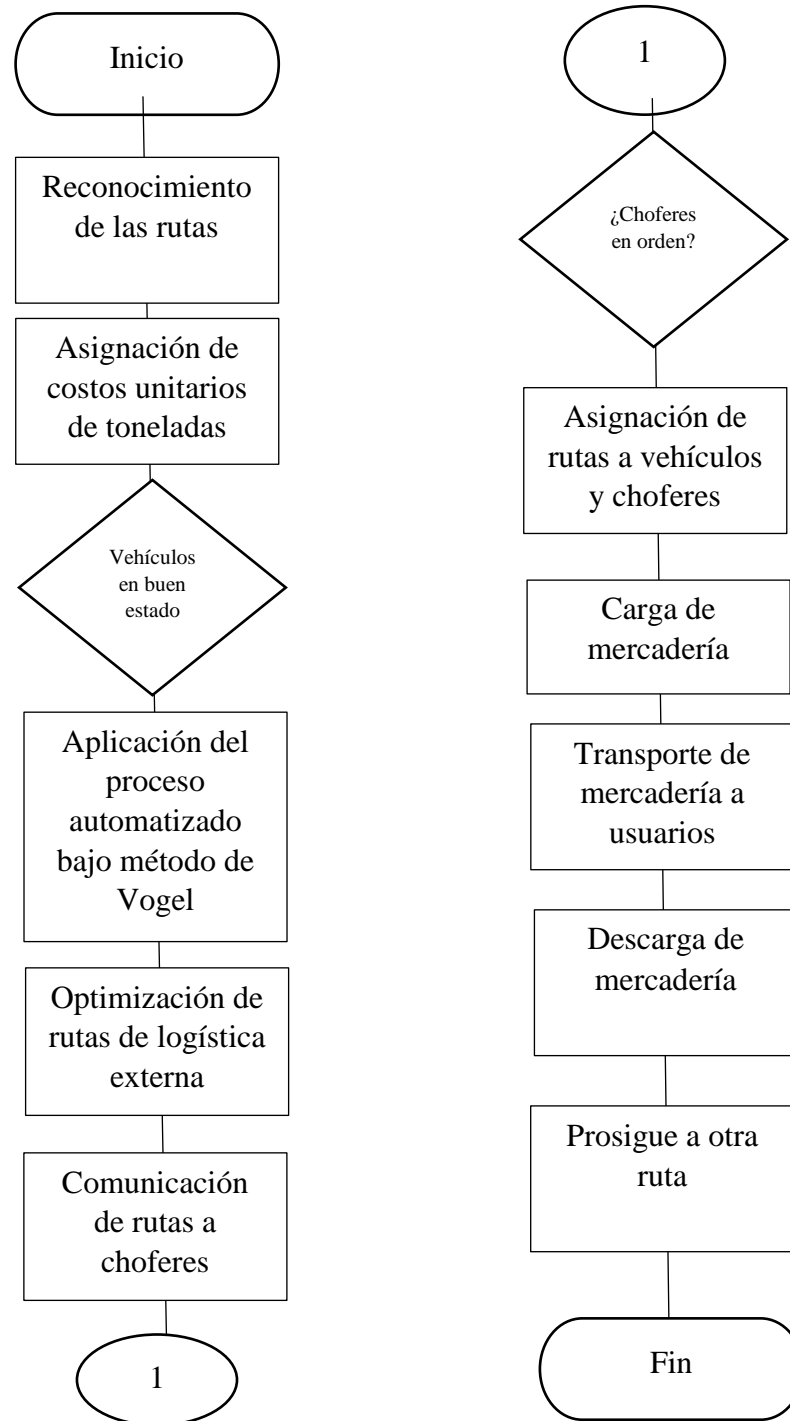 Inicio
Reconocimiento
de las rutas
Asignación de
costos unitarios
de toneladas
Vehículos
en buen
estado
Aplicación del
proceso
automatizado
bajo método de
Vogel
Optimización de
rutas de logística
externa
Comunicación
de rutas a
choferes
1
1
¿Choferes
en orden?
Asignación de
rutas a vehículos
y choferes
Carga de
mercadería
Transporte de
mercadería a
usuarios
Descarga de
mercadería
Prosigue a otra
ruta
Fin